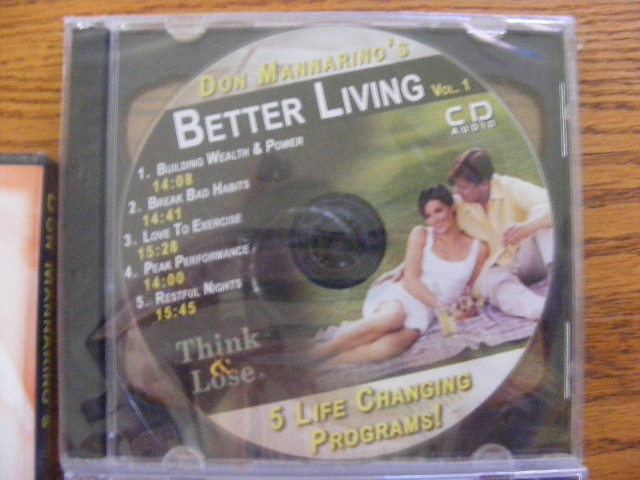 DON MANNARINO'S
BETTER LIVING VOL. 1
CD
AUDIO
1. BUILDING WEALTH & POWER
14:08
2. BREAK BAD HABITS
14:41
3. LOVE TO EXERCISE
15:28
4. PEAK PERFORMANCE
14:00
5. RESTFUL NIGHTS
15:45
Think
&
Lose
5 LIFE CHANGING
PROGRAMS!
DON MANNARINO'S